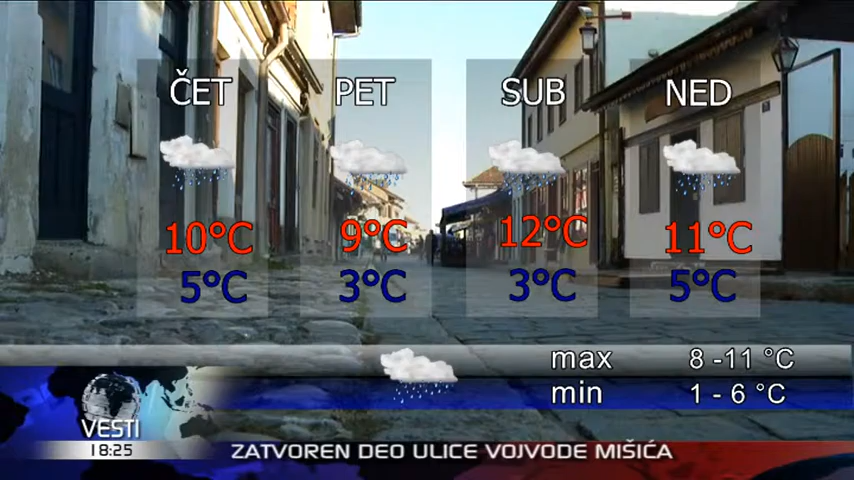 ČET PET SUB NED
10°C 9°C 12°C 11°C
5°C 3°C 3°C 5°C
max 8 -11 °C
min 1 - 6 °C
VESTI
18:25 ZATVOREN DEO ULICE VOJVODE MIŠIĆA